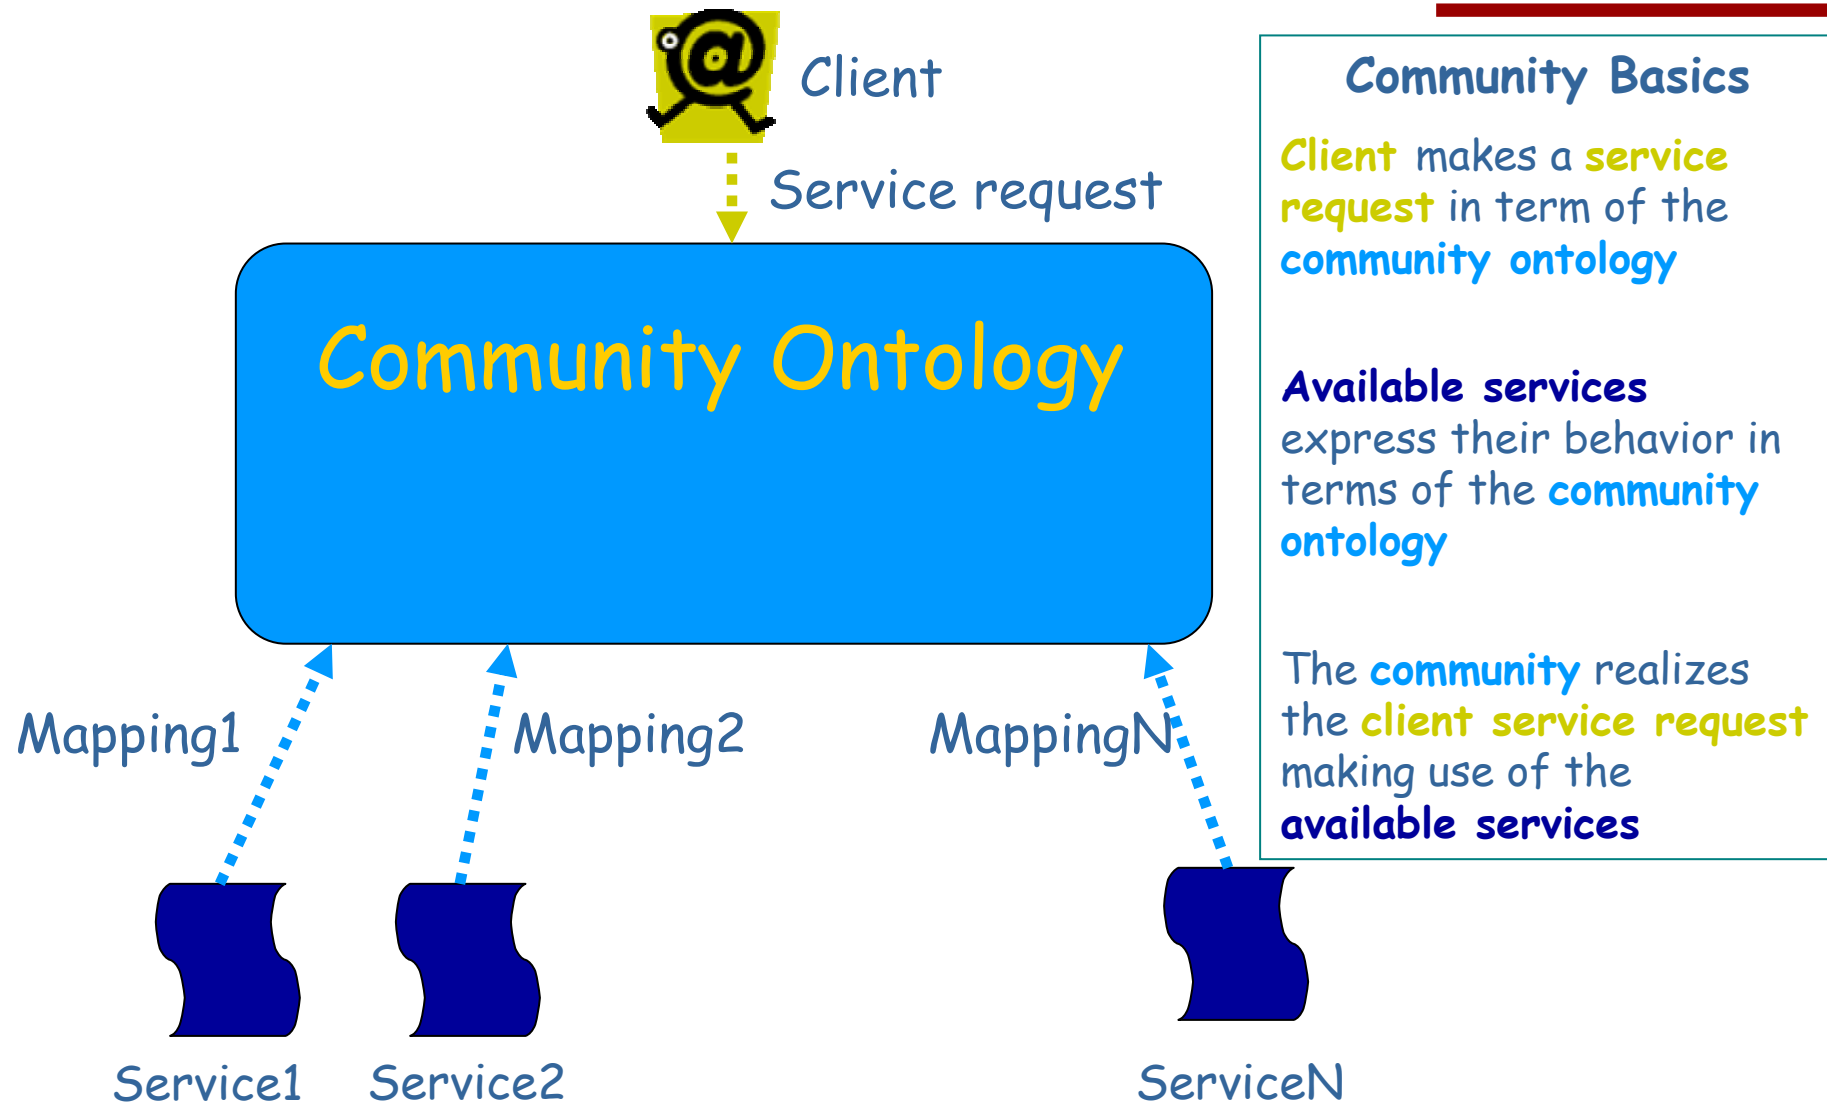 Client
Service request
Community Ontology
Mapping1
Mapping2
MappingN
Service1
Service2
ServiceN
Community Basics
Client makes a service
request in term of the
community ontology
Available services
express their behavior in
terms of the community
ontology
The community realizes
the client service request
making use of the
available services